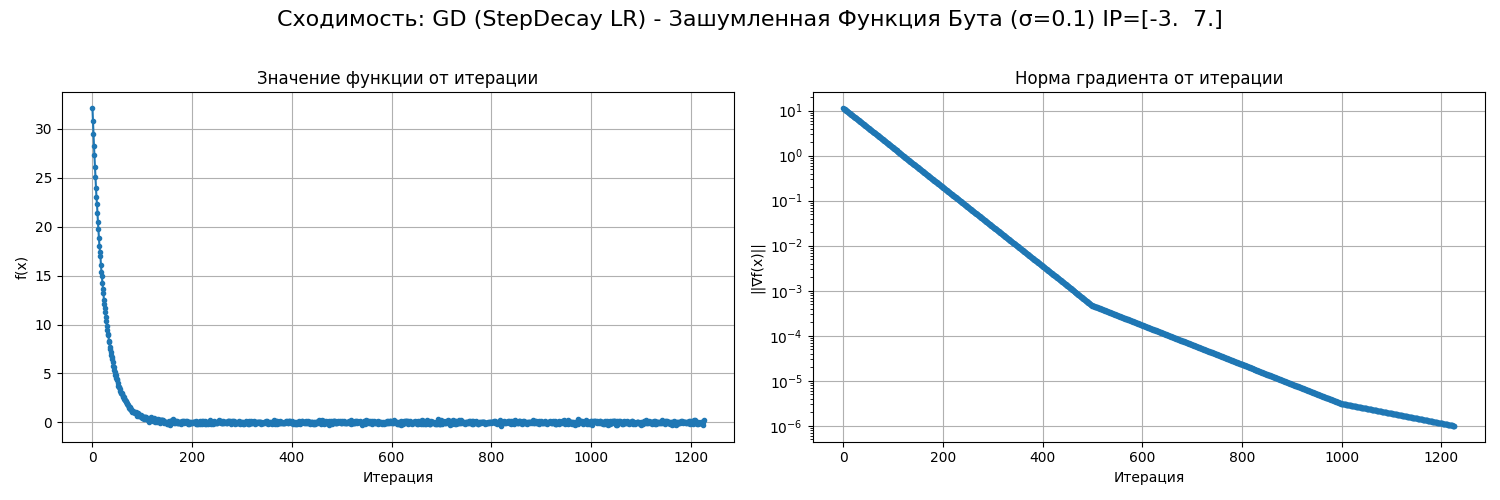 Сходимость: GD (StepDecay LR) - Зашумленная Функция Бута (σ=0.1) IP=[-3.  7.]
Значение функции от итерации
f(x)
30
25
20
15
10
5
0
0 200 400 600 800 1000 1200
Итерация
Норма градиента от итерации
||∇f(x)||
10¹
10⁰
10⁻¹
10⁻²
10⁻³
10⁻⁴
10⁻⁵
10⁻⁶
0 200 400 600 800 1000 1200
Итерация